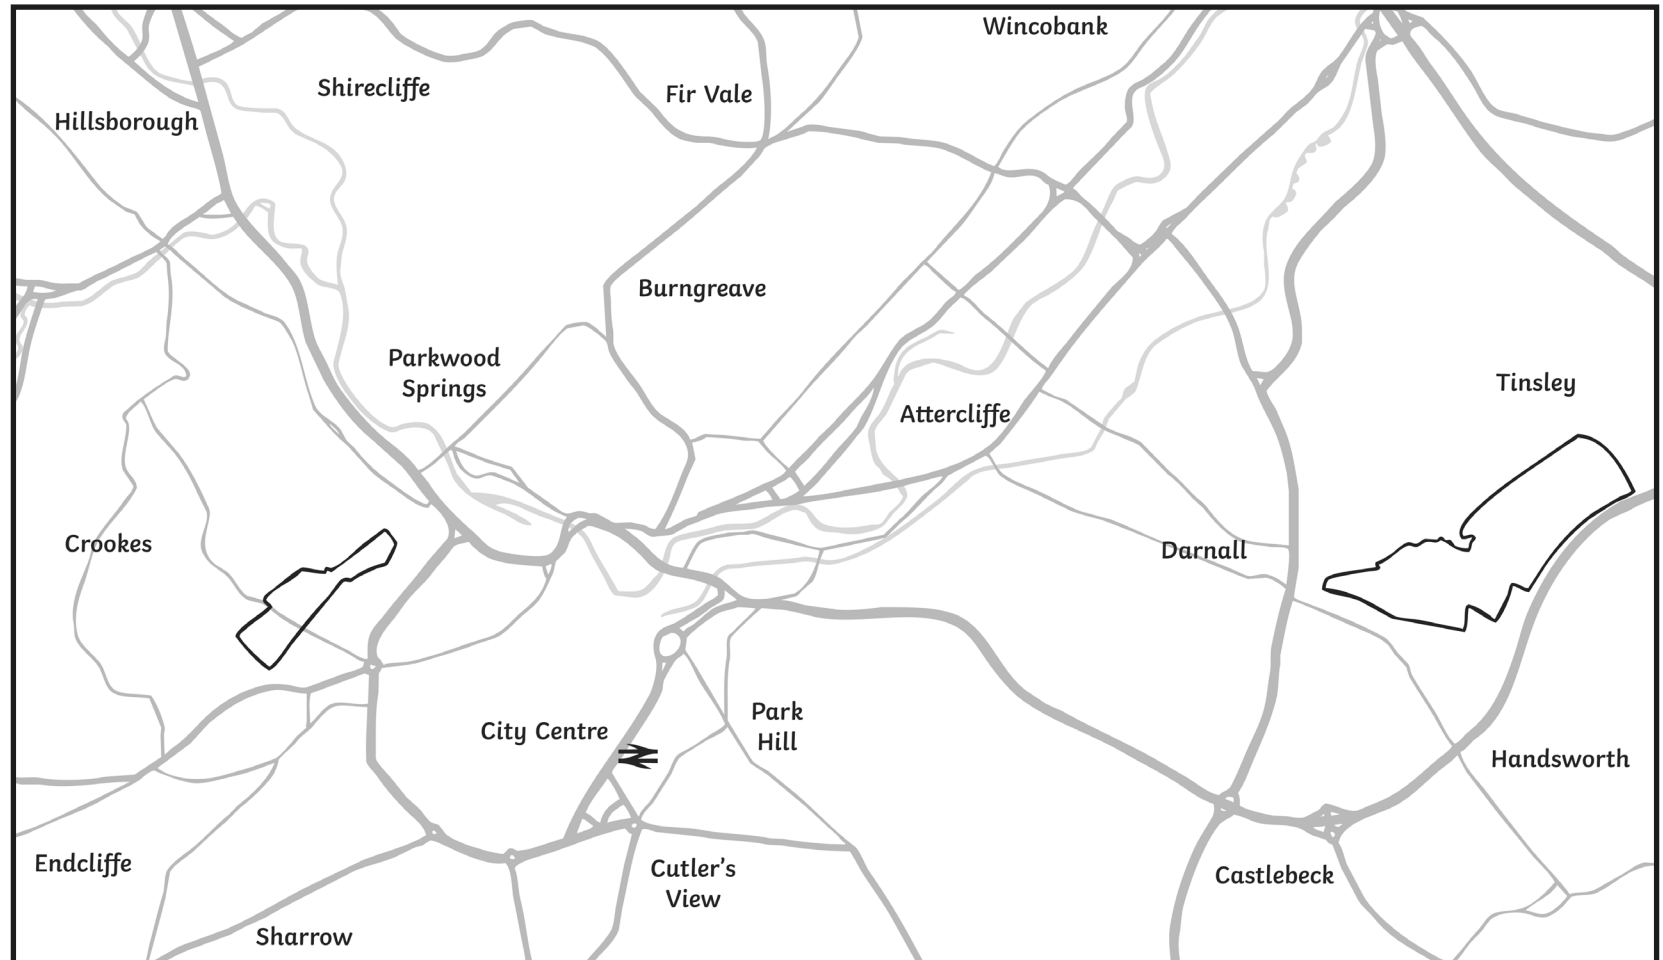 Wincobank
Shirecliffe
Fir Vale
Hillsborough
Burngreave
Parkwood
Springs
Tinsley
Attercliffe
Crookes
Darnall
Park
Hill
City Centre
Handsworth
Endcliffe
Cutler's
View
Castlebeck
Sharrow